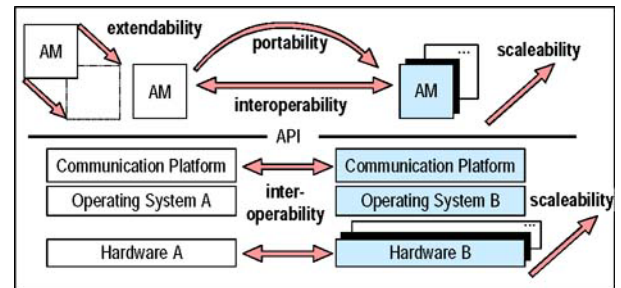 AM
extendability
AM
portability
interoperability
...
AM
scaleability
API
Communication Platform
Communication Platform
Operating System A
inter-
operability
Operating System B
scaleability
...
Hardware A
Hardware B